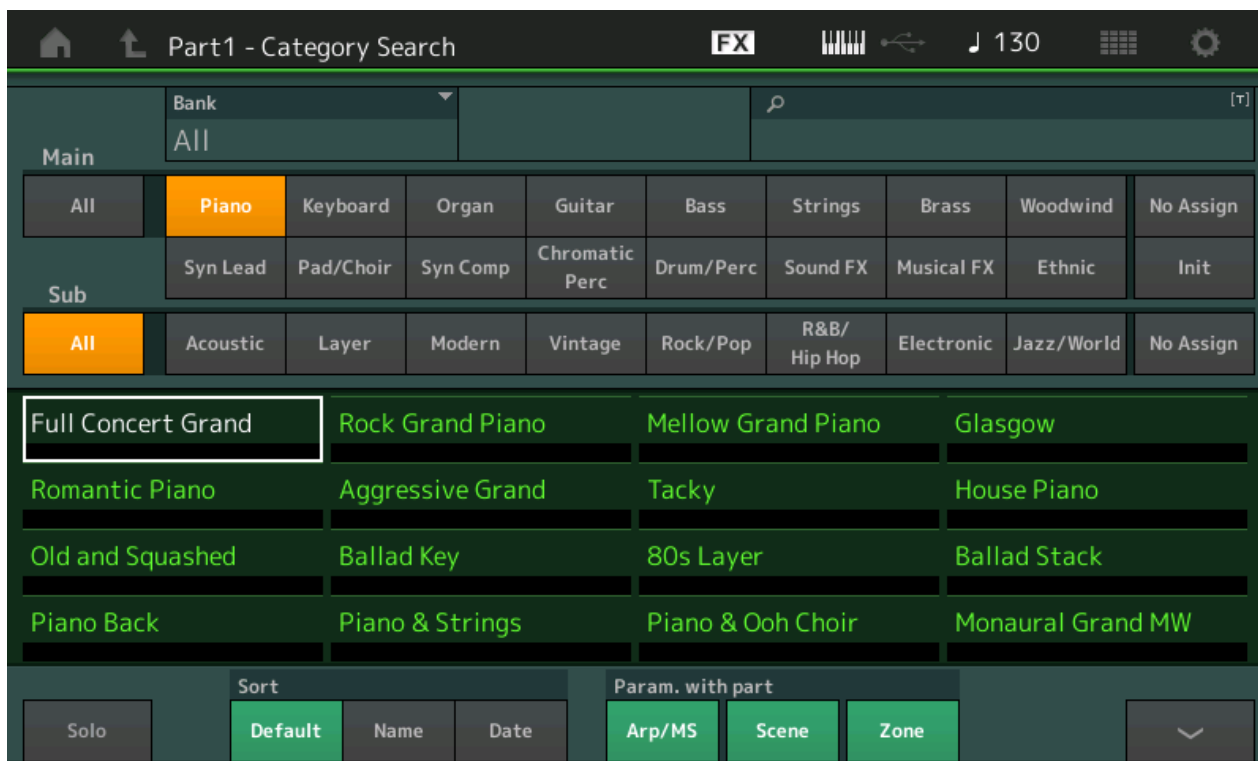 Part1 - Category Search FX 130
Bank
[T]
All
Main
All Piano Keyboard Organ Guitar Bass Strings Brass Woodwind No Assign
Syn Lead Pad/Choir Syn Comp Chromatic Perc Drum/Perc Sound FX Musical FX Ethnic Init
Sub
All Acoustic Layer Modern Vintage Rock/Pop R&B/ Hip Hop Electronic Jazz/World No Assign
Full Concert Grand Rock Grand Piano Mellow Grand Piano Glasgow
Romantic Piano Aggressive Grand Tacky House Piano
Old and Squashed Ballad Key 80s Layer Ballad Stack
Piano Back Piano & Strings Piano & Ooh Choir Monaural Grand MW
Sort Param. with part
Solo Default Name Date Arp/MS Scene Zone